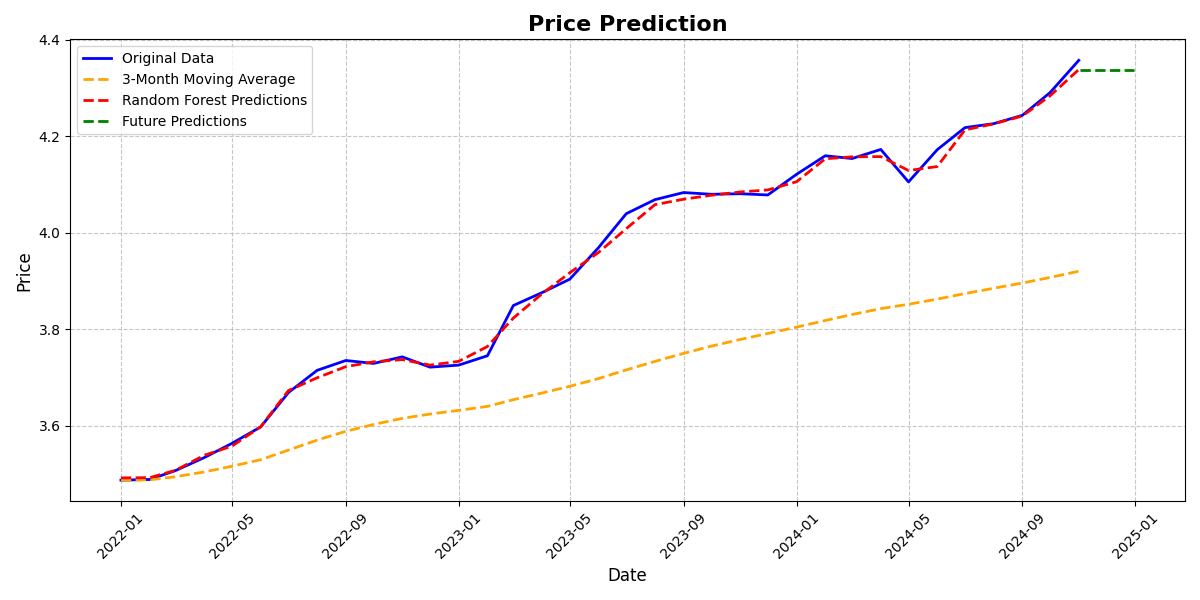 Price Prediction
Original Data
3-Month Moving Average
Random Forest Predictions
Future Predictions
Price
4.4
4.2
4.0
3.8
3.6
2022-01
2022-05
2022-09
2023-01
2023-05
2023-09
2024-01
2024-05
2024-09
2025-01
Date